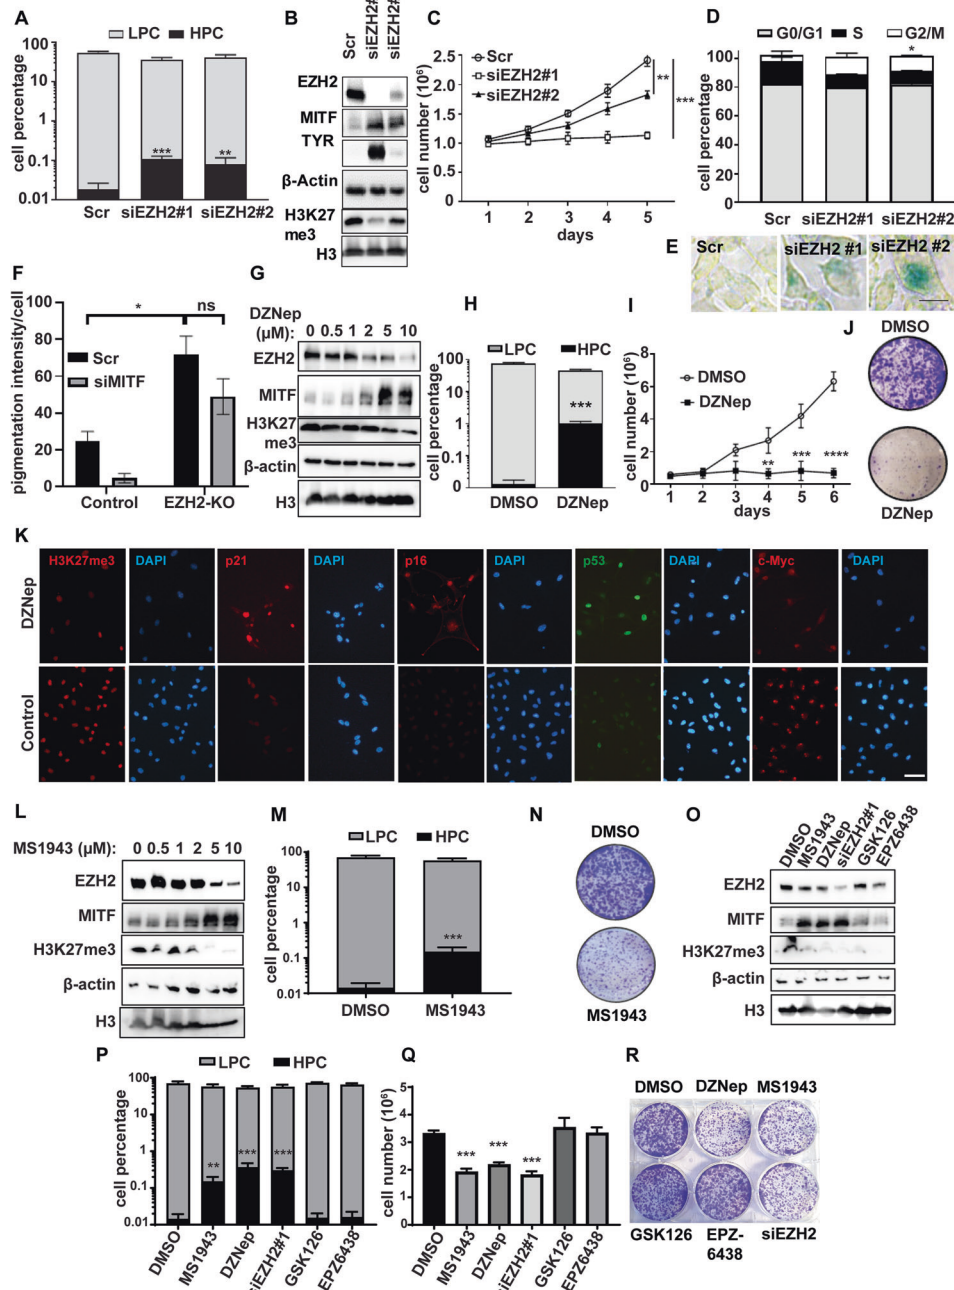 A
LPC HPC
cell percentage
100
10
1
0.1
0.01
***
**
Scr siEZH2#1 siEZH2#2
B
Scr
siEZH2#
siEZH2#
EZH2
MITF
TYR
β-Actin
H3K27
me3
H3
C
Scr
siEZH2#1
siEZH2#2
**
***
cell number (10⁶)
2.5
2.0
1.5
1.0
0.5
0
1 2 3 4 5
days
D
G0/G1 S G2/M
*
cell percentage
100
80
60
40
20
0
Scr siEZH2#1 siEZH2#2
E
Scr
siEZH2 #1
siEZH2 #2
F
pigmentation intensity/cell
100
80
60
40
20
0
* ns
Scr
siMITF
Control EZH2-KO
G
DZNep
(μM):
0 0.5 1 2 5 10
EZH2
MITF
H3K27
me3
β-actin
H3
H
LPC HPC
cell percentage
100
10
1
0.1
0
***
DMSO DZNep
I
cell number (10⁶)
8
6
4
2
0
DMSO
DZNep
** *** ****
1 2 3 4 5 6
days
J
DMSO
DZNep
K
H3K27me3 DAPI p21 DAPI p16 DAPI p53 DAPI c-Myc DAPI
DZNep
Control
L
MS1943 (μM): 0 0.5 1 2 5 10
EZH2
MITF
H3K27me3
β-actin
H3
M
LPC HPC
cell percentage
100
10
1
0.1
0.01
***
DMSO MS1943
N
DMSO
MS1943
O
DMSO
MS1943
DZNep
siEZH2#1
GSK126
EPZ6438
EZH2
MITF
H3K27me3
β-actin
H3
P
LPC HPC
cell percentage
100
10
1
0.1
0.01
** *** ***
DMSO
MS1943
DZNep
siEZH2#1
GSK126
EPZ6438
Q
cell number (10⁶)
5
4
3
2
1
0
*** *** ***
DMSO
MS1943
DZNep
siEZH2#1
GSK126
EPZ6438
R
DMSO DZNep MS1943
GSK126 EPZ- siEZH2
6438